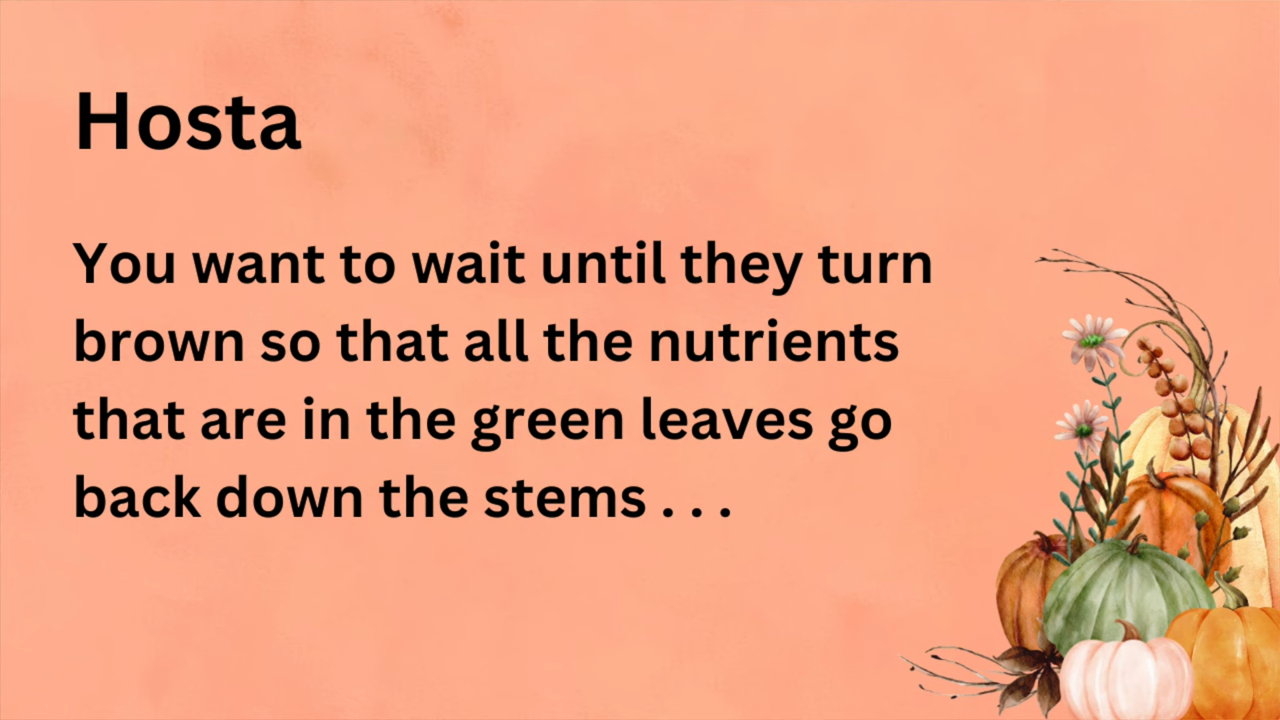 Hosta
You want to wait until they turn
brown so that all the nutrients
that are in the green leaves go
back down the stems . . .